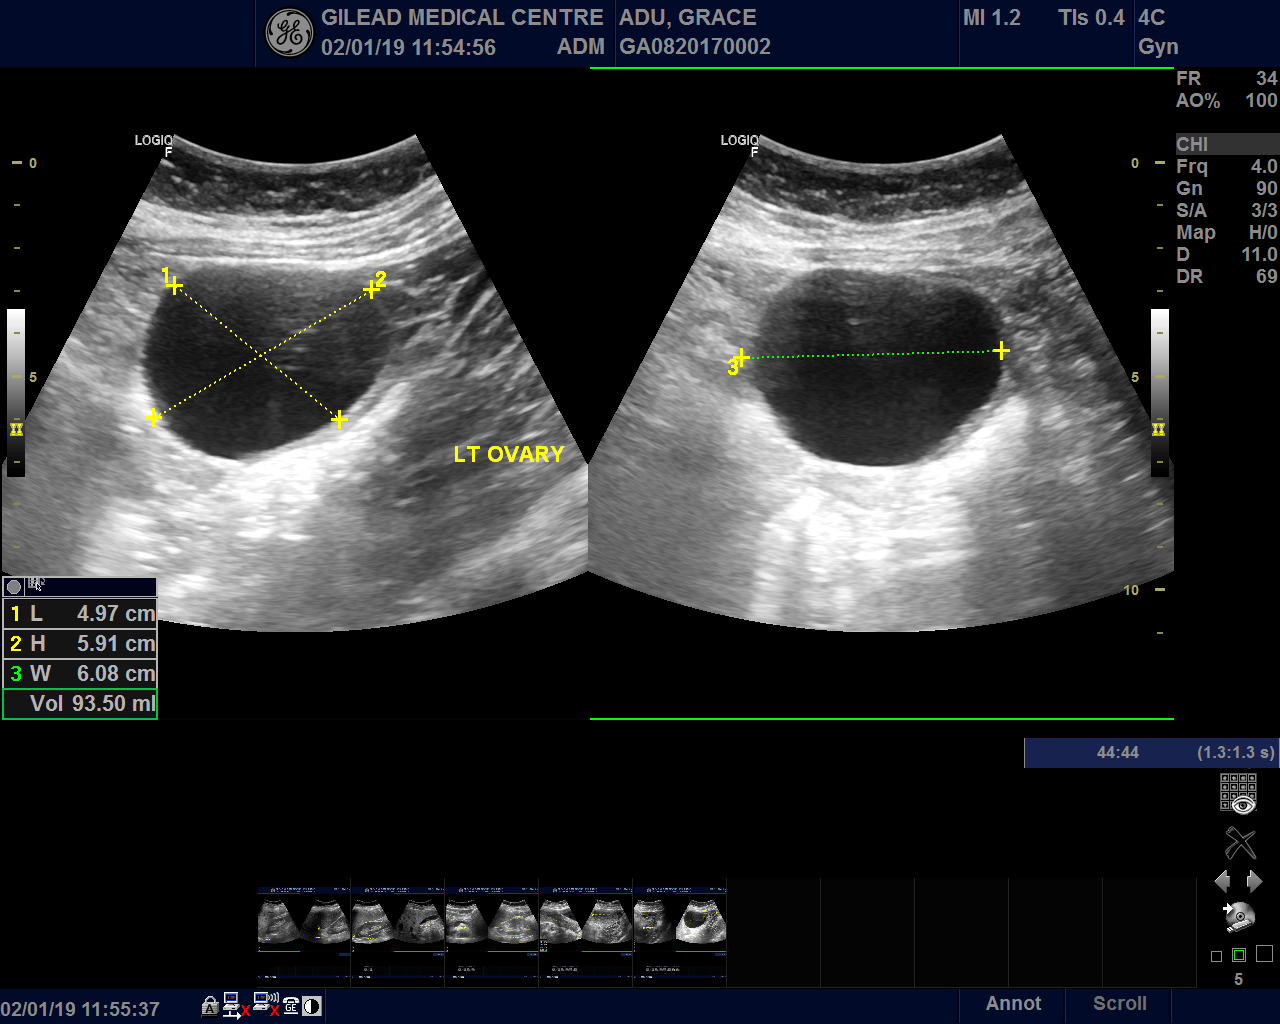 GILEAD MEDICAL CENTRE
02/01/19 11:54:56 ADM
ADU, GRACE
GA0820170002
MI 1.2 TIs 0.4
4C
Gyn
FR 34
AO% 100
CHI
Frq 4.0
Gn 90
S/A 3/3
Map H/0
D 11.0
DR 69
LOGIQ
F
LOGIQ
F
0
5
0
5
10
1
2
3
LT OVARY
1 L 4.97 cm
2 H 5.91 cm
3 W 6.08 cm
Vol 93.50 ml
44:44 (1.3:1.3 s)
5
02/01/19 11:55:37
Annot
Scroll